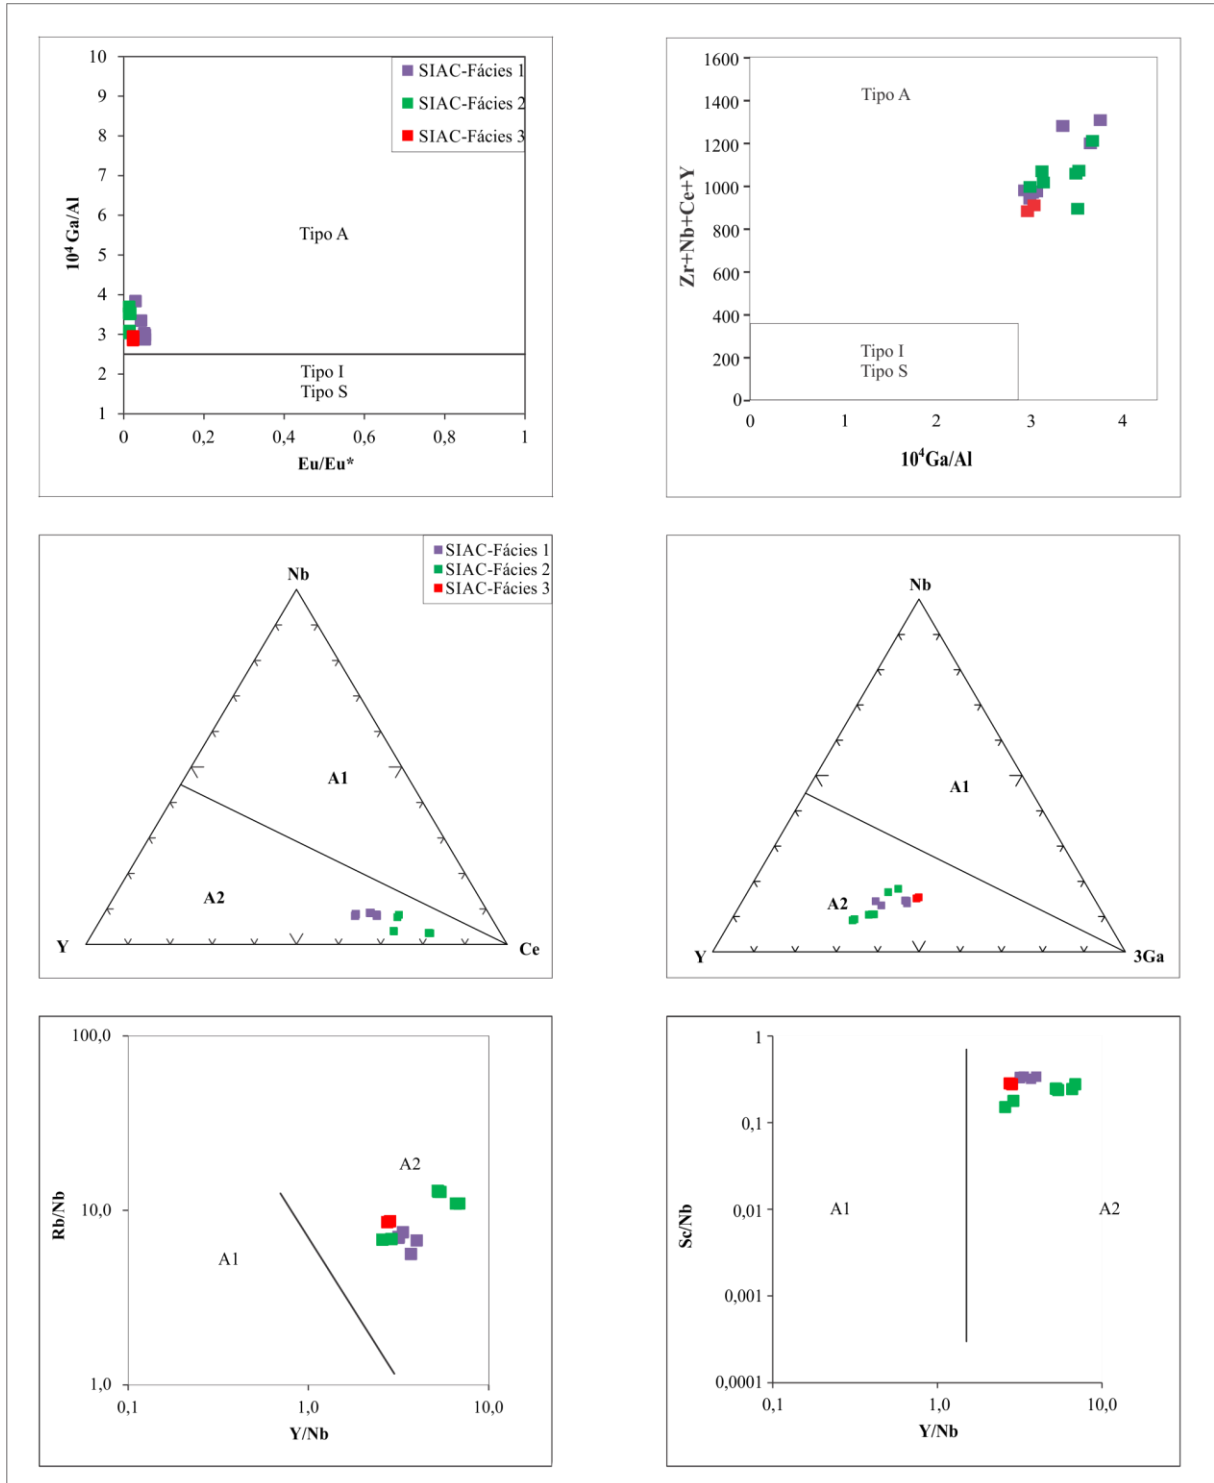 10
9
8
7
6
5
4
3
2
1
10⁴Ga/Al
SIAC-Fácies 1
SIAC-Fácies 2
SIAC-Fácies 3
Tipo A
Tipo I
Tipo S
0
0,2
0,4
0,6
0,8
1
Eu/Eu*
1600
1400
1200
1000
800
600
400
200
0
Zr+Nb+Ce+Y
Tipo A
Tipo I
Tipo S
0
1
2
3
4
10⁴Ga/Al
SIAC-Fácies 1
SIAC-Fácies 2
SIAC-Fácies 3
Nb
A1
A2
Y
Ce
Nb
A1
A2
Y
3Ga
100,0
10,0
1,0
Rb/Nb
A2
A1
0,1
1,0
10,0
Y/Nb
1
0,1
0,01
0,001
0,0001
Sc/Nb
A1
A2
0,1
1,0
10,0
Y/Nb